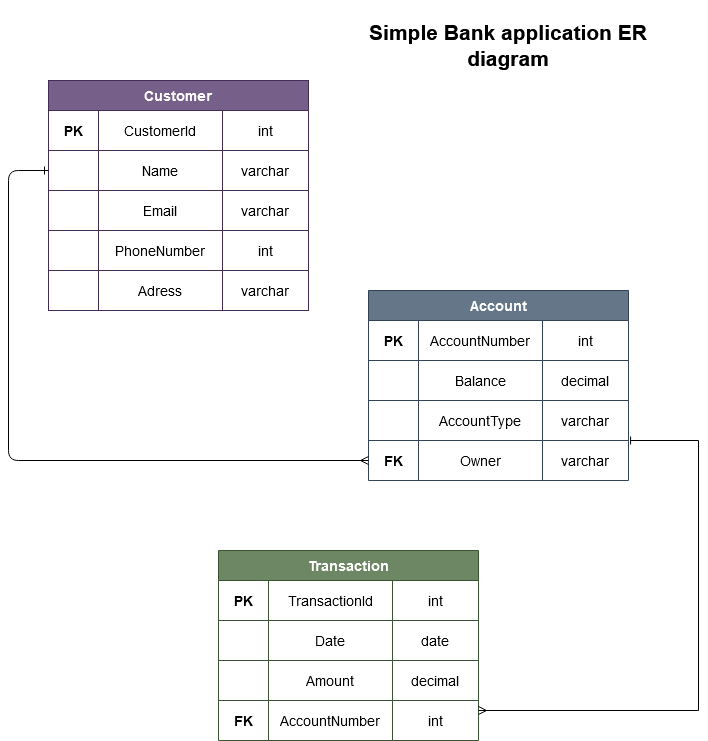 Simple Bank application ER
diagram
Customer
PK CustomerId int
Name varchar
Email varchar
PhoneNumber int
Adress varchar
Account
PK AccountNumber int
Balance decimal
AccountType varchar
FK Owner varchar
Transaction
PK TransactionId int
Date date
Amount decimal
FK AccountNumber int